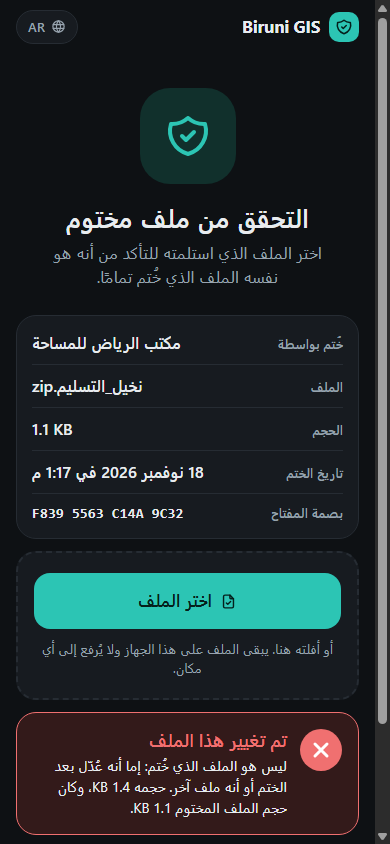 Biruni GIS
AR
التحقق من ملف مختوم
اختر الملف الذي استلمته للتأكد من أنه هو
نفسه الملف الذي خُتم تمامًا.
خُتم بواسطة مكتب الرياض للمساحة
الملف نخيل_التسليم.zip
الحجم 1.1 KB
تاريخ الختم 18 نوفمبر 2026 في 1:17 م
بصمة المفتاح F839 5563 C14A 9C32
اختر الملف
أو أفلته هنا. يبقى الملف على هذا الجهاز ولا يُرفع إلى أي
مكان.
تم تغيير هذا الملف
ليس هو الملف الذي خُتم: إما أنه عُدّل بعد
الختم أو أنه ملف آخر. حجمه 1.4 KB، وكان
حجم الملف المختوم 1.1 KB.